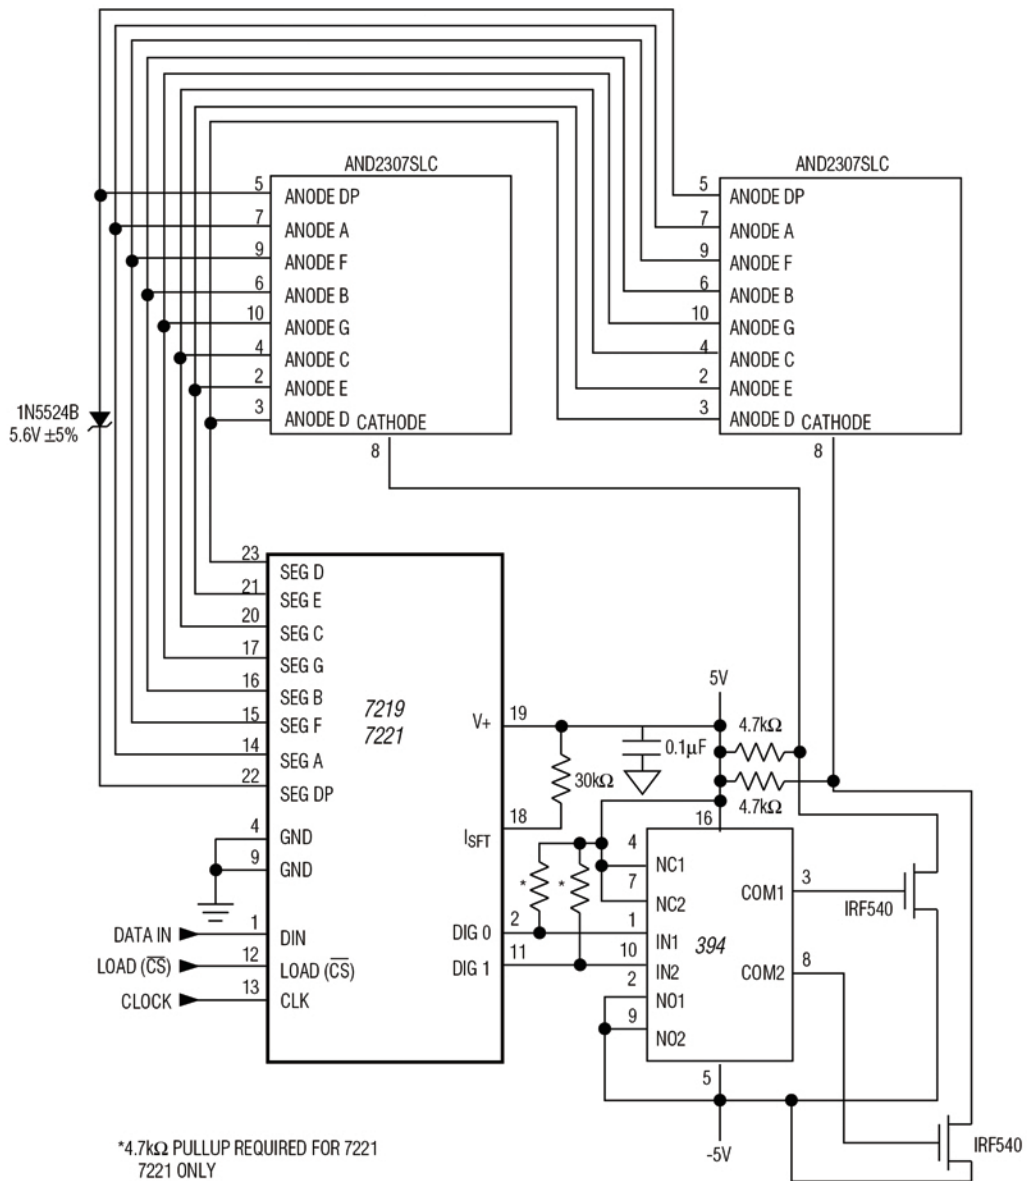 AND2307SLC
5 ANODE DP
7 ANODE A
9 ANODE F
6 ANODE B
10 ANODE G
4 ANODE C
2 ANODE E
3 ANODE D CATHODE
8
AND2307SLC
5 ANODE DP
7 ANODE A
9 ANODE F
6 ANODE B
10 ANODE G
4 ANODE C
2 ANODE E
3 ANODE D CATHODE
8
1N5524B
5.6V ±5%
23 SEG D
21 SEG E
20 SEG C
17 SEG G
16 SEG B
15 SEG F
14 SEG A
22 SEG DP
4 GND
9 GND
DATA IN 1 DIN
LOAD (C̅S̅) 12 LOAD (C̅S̅)
CLOCK 13 CLK
7219
7221
V+ 19
ISFT 18
DIG 0 2
DIG 1 11
30kΩ
0.1μF
5V
4.7kΩ
4.7kΩ
*
*
16
4 NC1
7 NC2
1 IN1
10 IN2
2 NO1
9 NO2
394
COM1 3
COM2 8
5
-5V
IRF540
IRF540
*4.7kΩ PULLUP REQUIRED FOR 7221
7221 ONLY